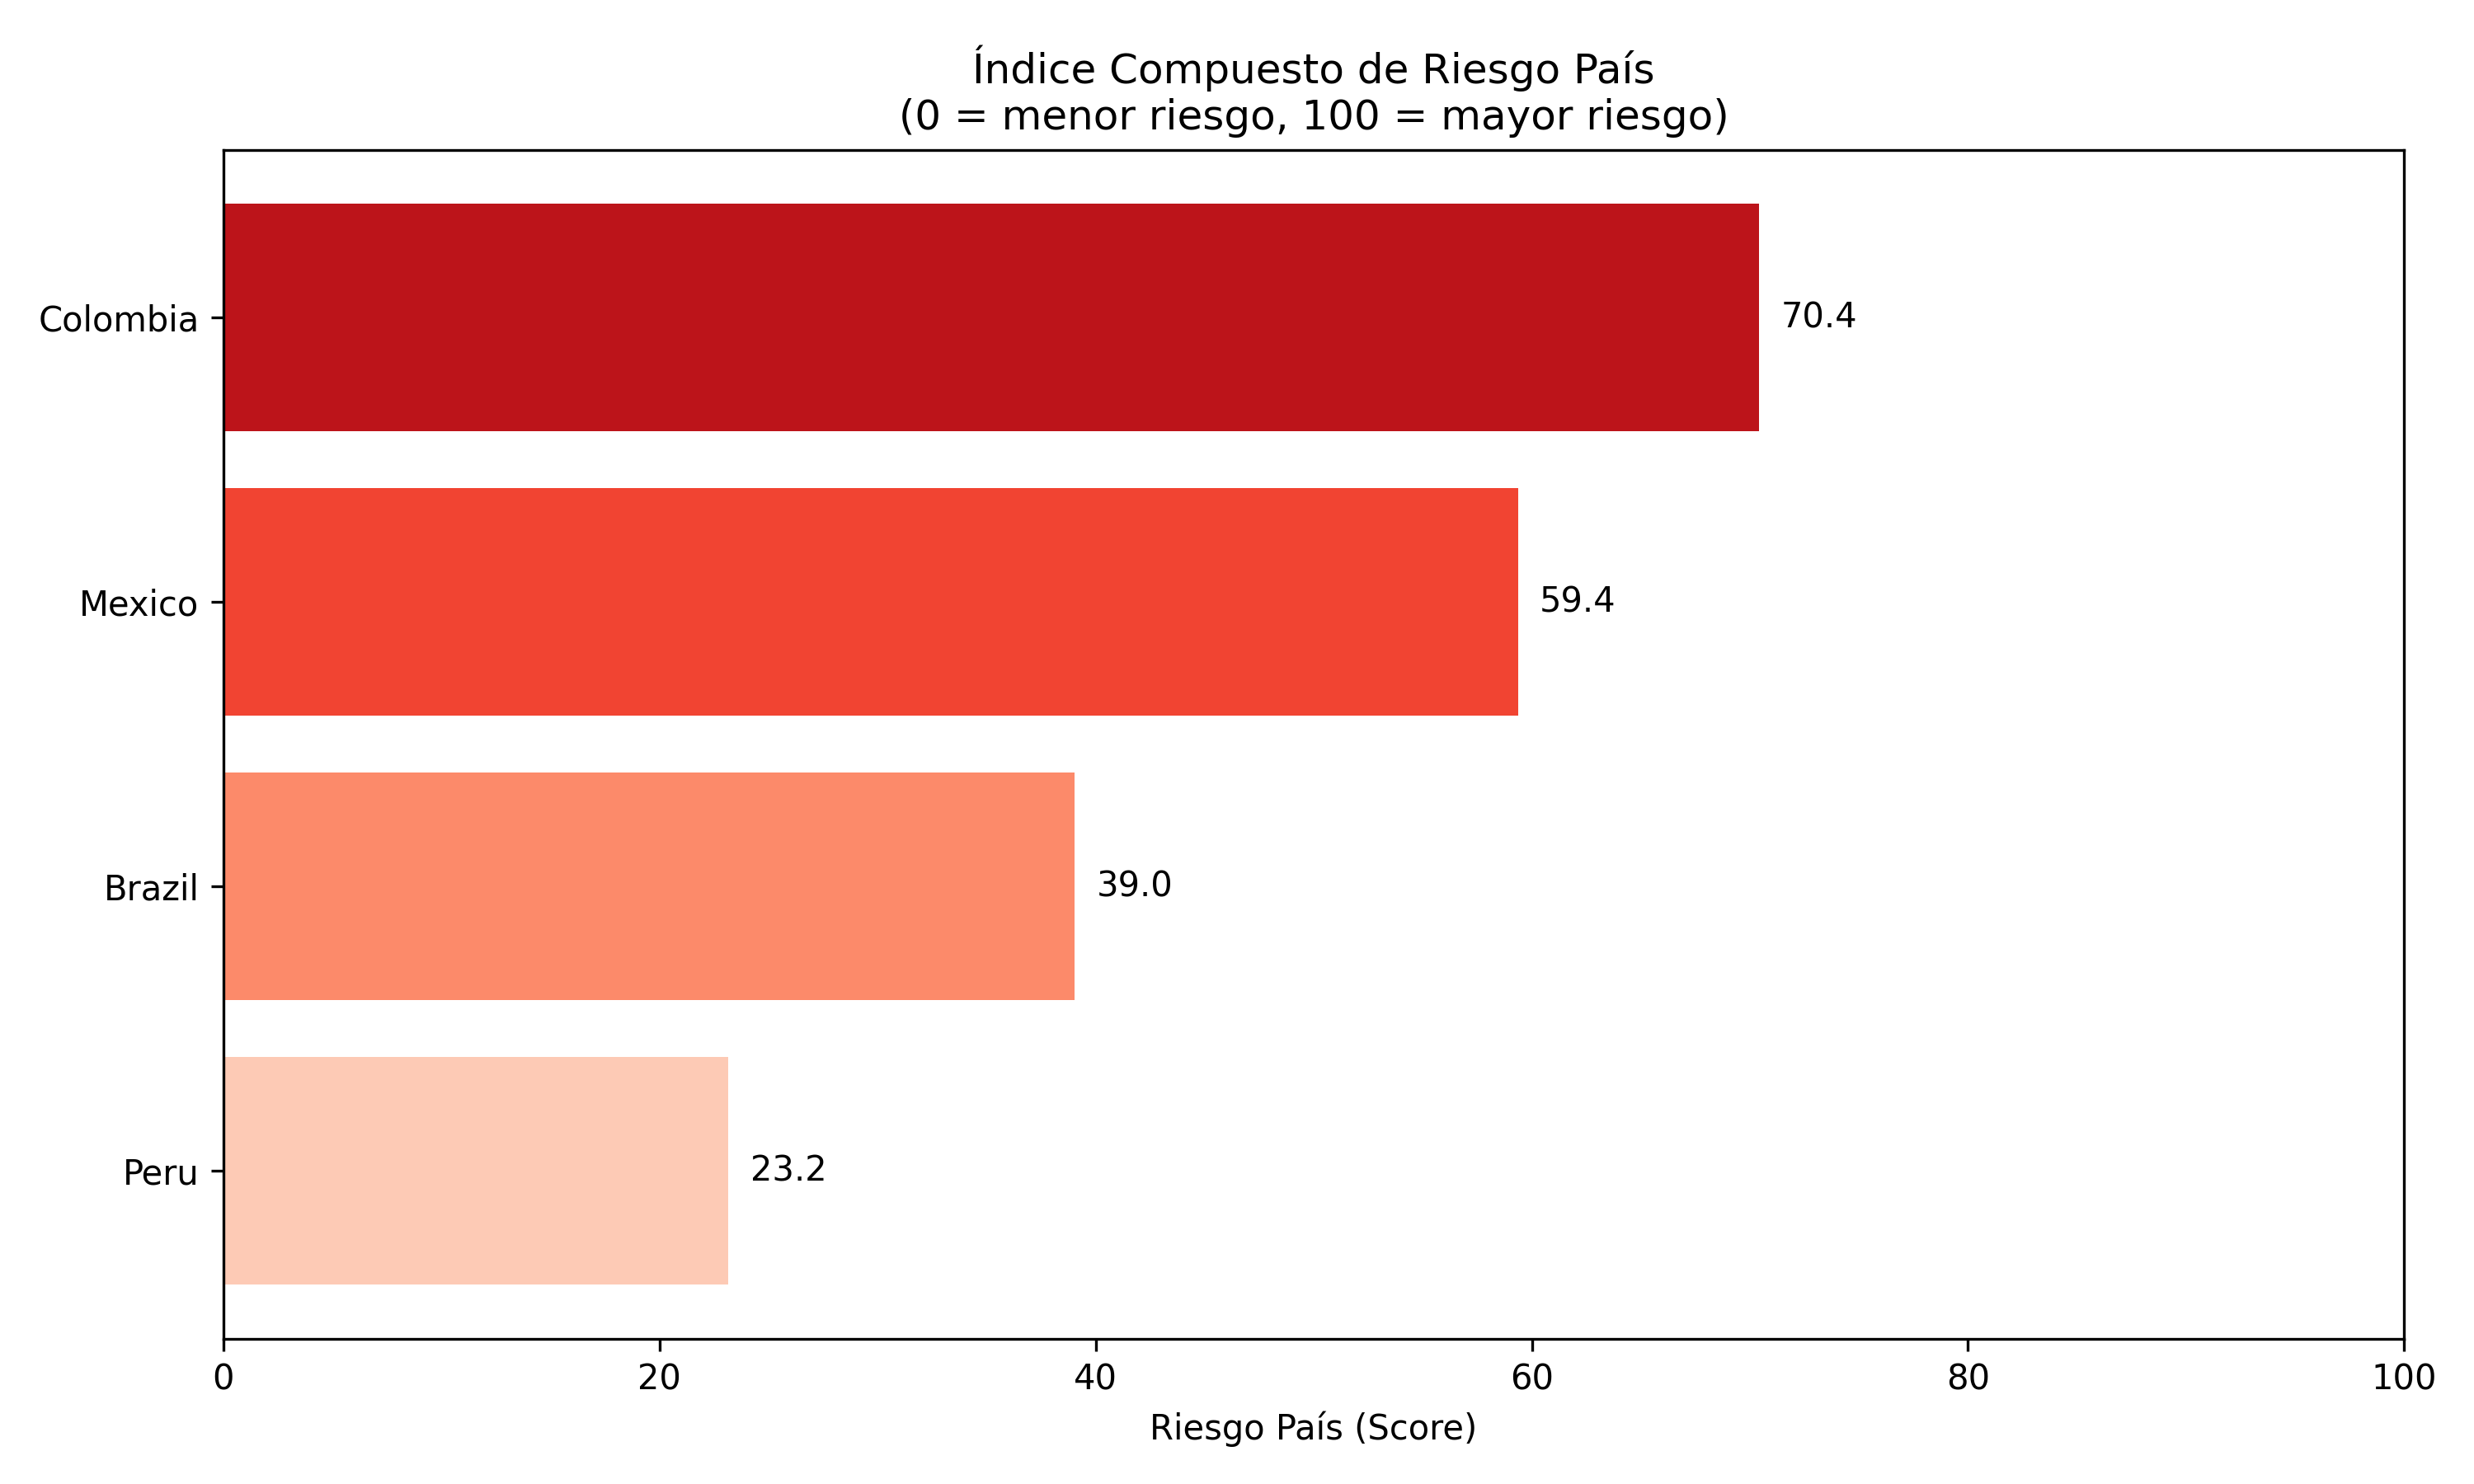 Índice Compuesto de Riesgo País
(0 = menor riesgo, 100 = mayor riesgo)
Colombia
70.4
Mexico
59.4
Brazil
39.0
Peru
23.2
0 20 40 60 80 100
Riesgo País (Score)